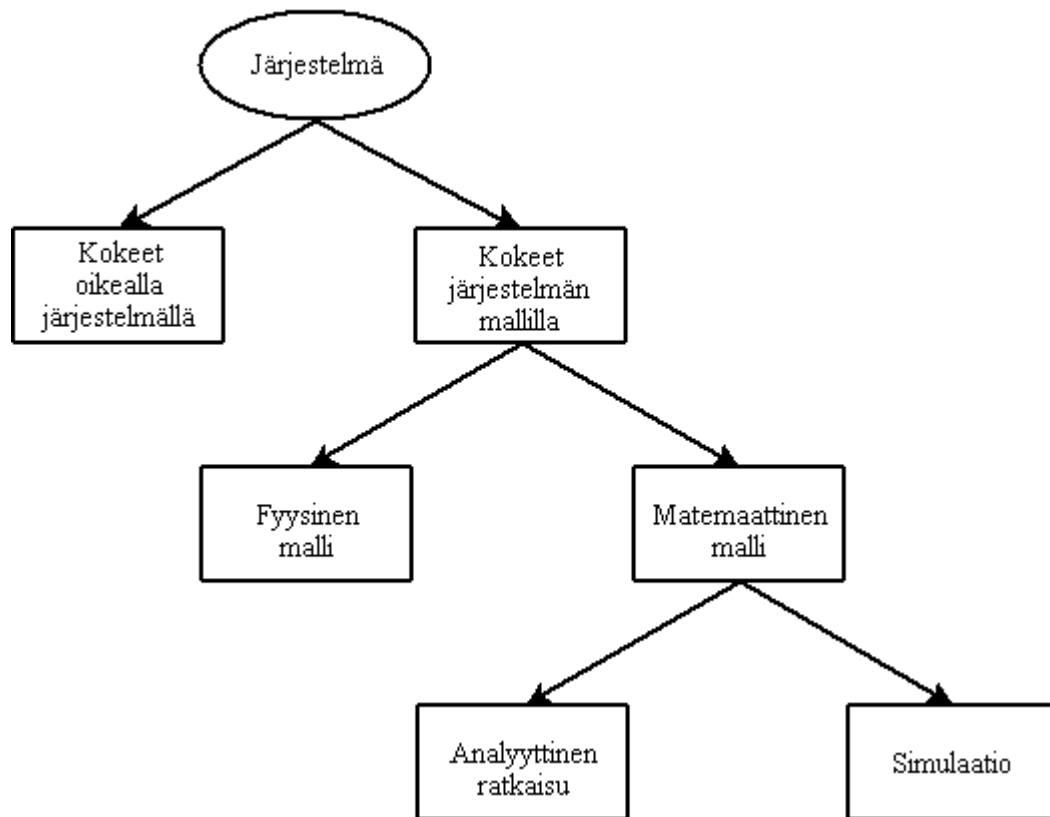 Järjestelmä
Kokeet
oikealla
järjestelmällä
Kokeet
järjestelmän
mallilla
Fyysinen
malli
Matemaattinen
malli
Analyyttinen
ratkaisu
Simulaatio